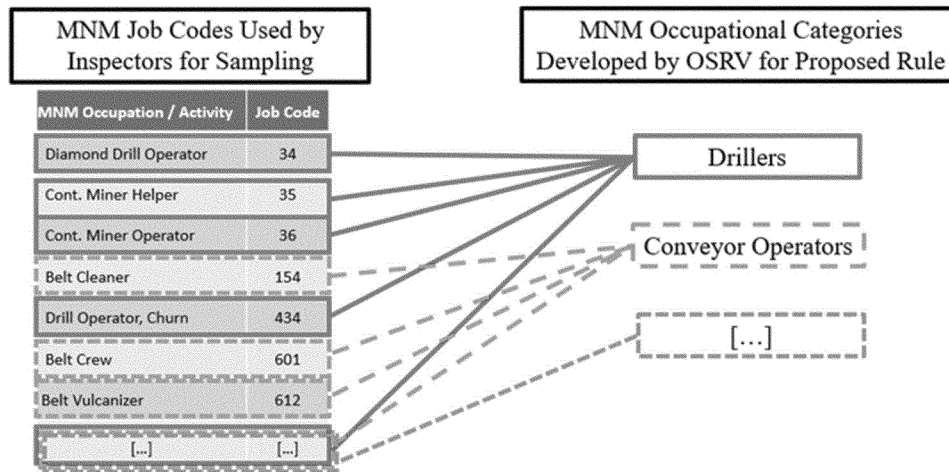 MNM Job Codes Used by
Inspectors for Sampling
MNM Occupational Categories
Developed by OSRV for Proposed Rule
MNM Occupation / Activity Job Code
Diamond Drill Operator 34
Cont. Miner Helper 35
Cont. Miner Operator 36
Belt Cleaner 154
Drill Operator, Churn 434
Belt Crew 601
Belt Vulcanizer 612
[...] [...]
Drillers
Conveyor Operators
[...]